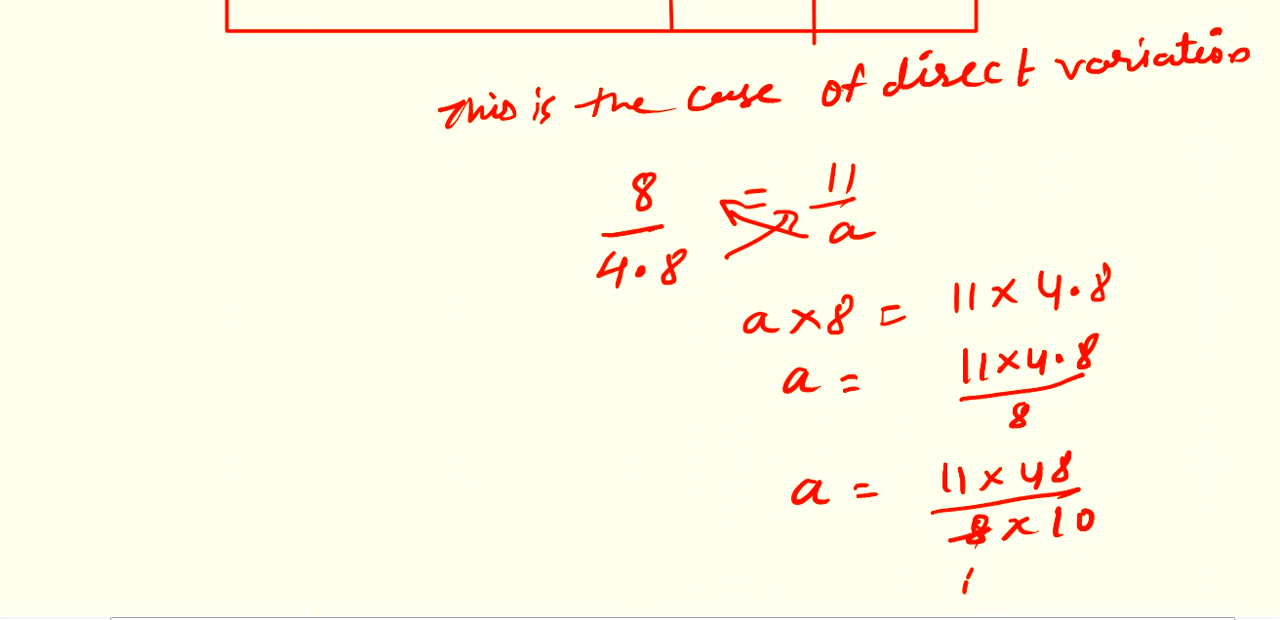 This is the case of direct variation
8/4.8 = 11/a
a×8 = 11×4.8
a = 11×4.8/8
a = 11×48/8×10
1